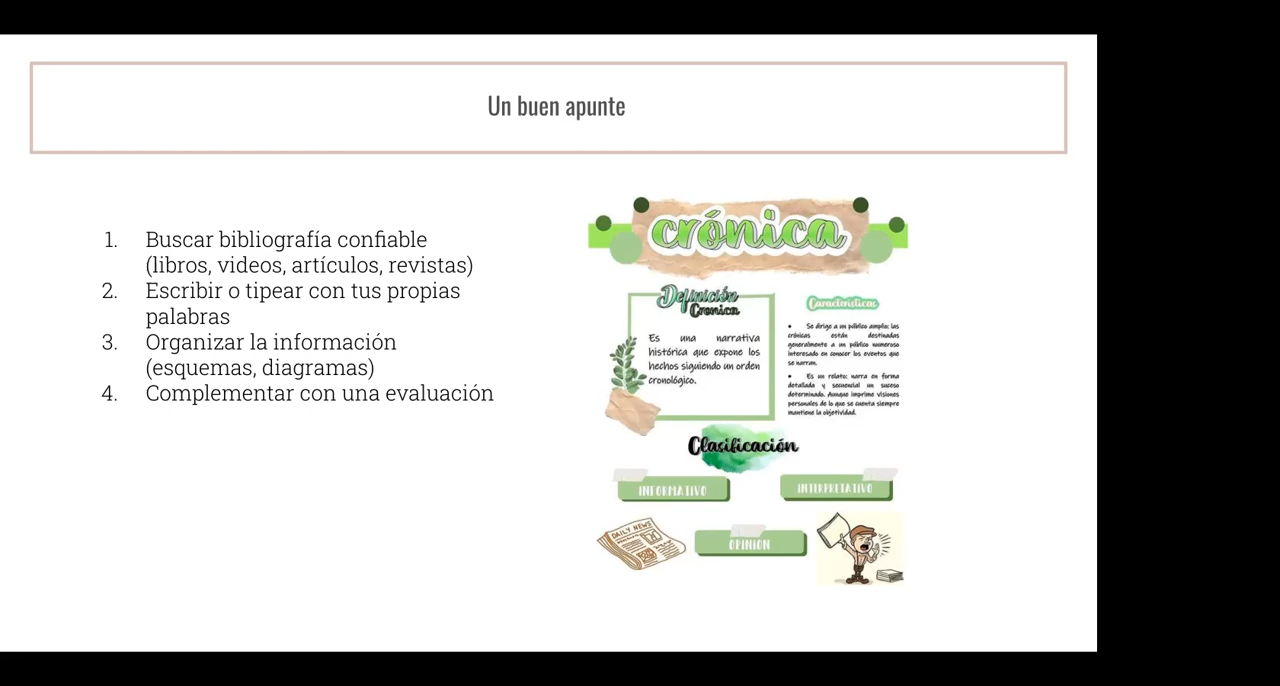 Un buen apunte
1. Buscar bibliografía confiable
(libros, videos, artículos, revistas)
2. Escribir o tipear con tus propias
palabras
3. Organizar la información
(esquemas, diagramas)
4. Complementar con una evaluación
crónica
Definición
Cronica
Es una narrativa
histórica que expone los
hechos siguiendo un orden
cronológico.
Características
• Se dirige a un público amplio: las
crónicas están destinadas
generalmente a un público numeroso
interesado en conocer los eventos que
se narran.
• Es un relato: narra en forma
detallada y secuencial un suceso
determinado. Aunque imprime visiones
personales de lo que se cuenta siempre
mantiene la objetividad.
Clasificación
INFORMATIVO
INTERPRETATIVO
DAILY NEWS
OPINION